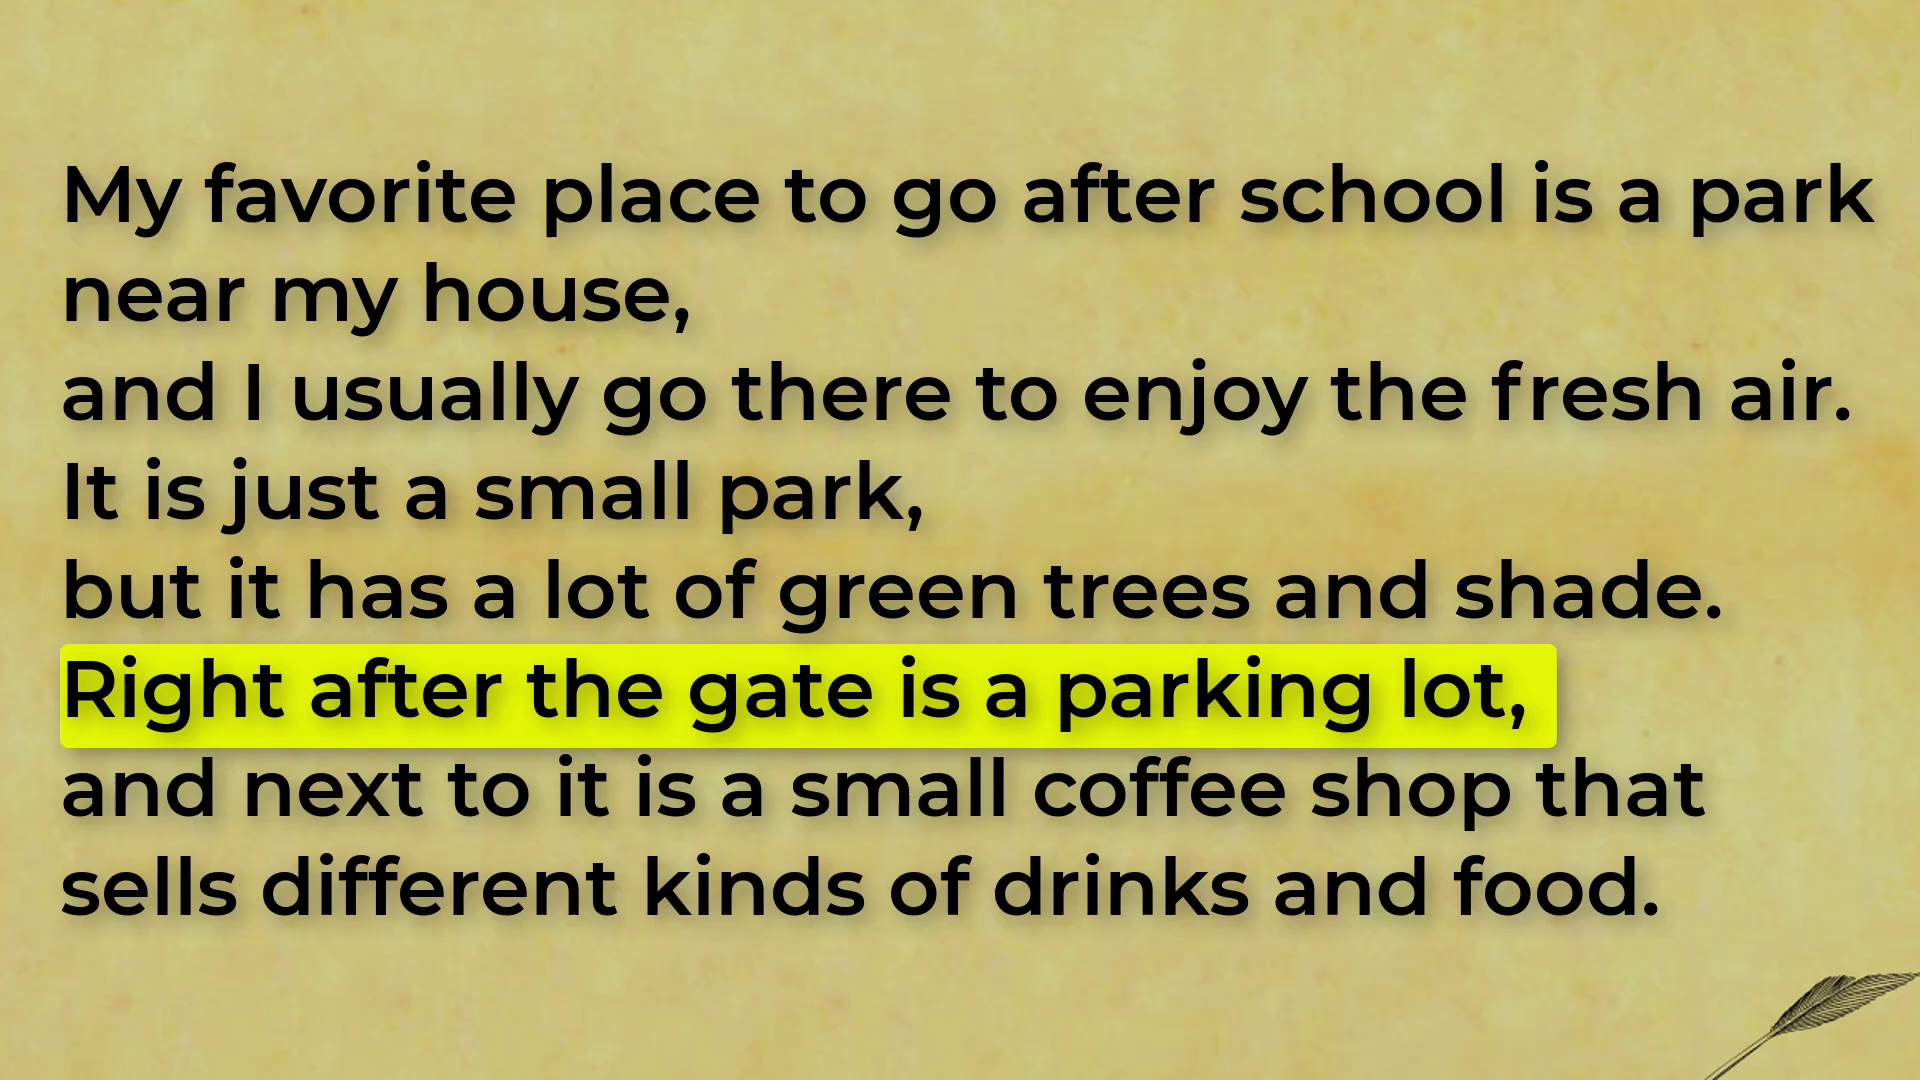 My favorite place to go after school is a park
near my house,
and I usually go there to enjoy the fresh air.
It is just a small park,
but it has a lot of green trees and shade.
Right after the gate is a parking lot,
and next to it is a small coffee shop that
sells different kinds of drinks and food.